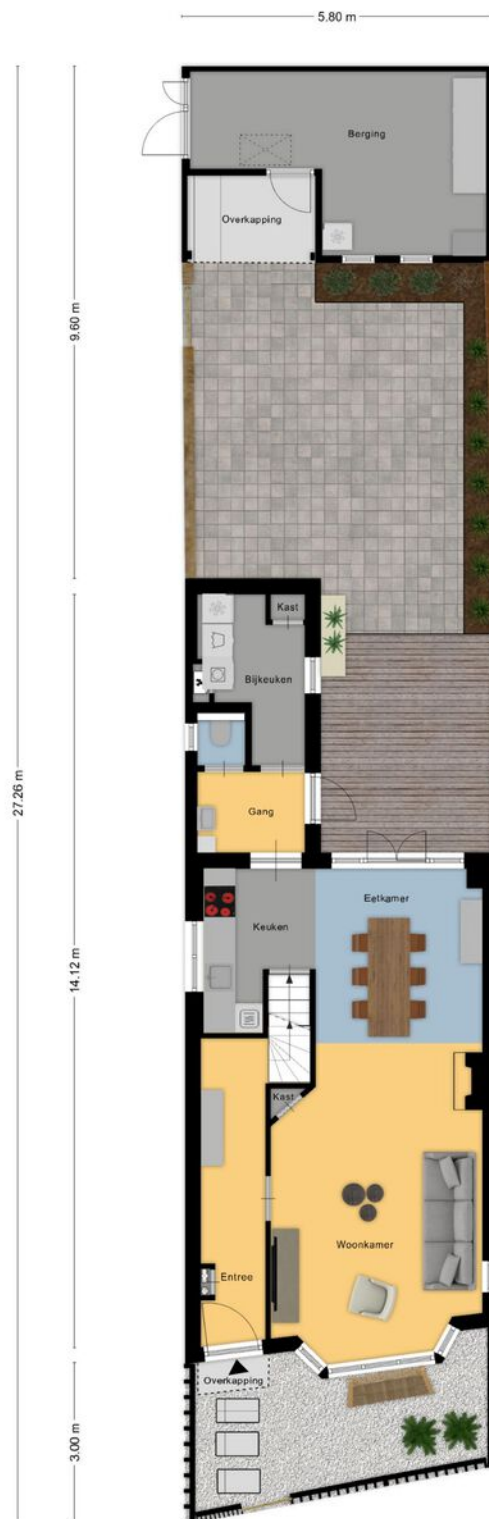 5.80 m
Berging
Overkapping
9.60 m
Kast
Bijkeuken
27.26 m
Gang
Eetkamer
Keuken
14.12 m
Kast
Woonkamer
Entree
Overkapping
3.00 m